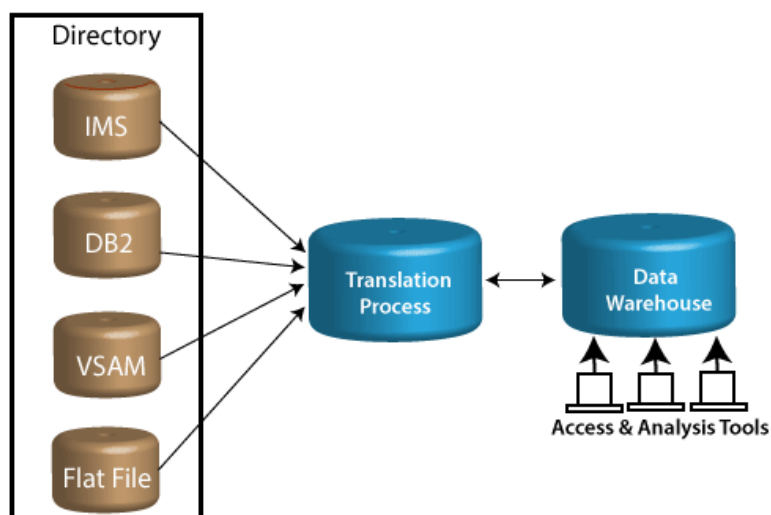 Directory
IMS
DB2
VSAM
Flat File
Translation
Process
Data
Warehouse
Access & Analysis Tools